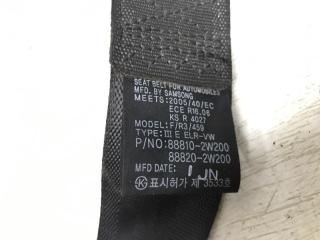 SEAT BELT FOR AUTOMOBILES
MFD. BY SAMSONG
MEETS:2005/40/EC
ECE R16.06
KS R 4027
MODEL:F/R3/459
TYPE:III E ELR-VW
P/NO:88810-2W200
88820-2W200
MFD DATE: 1 JN
K 표시허가 제 3533호